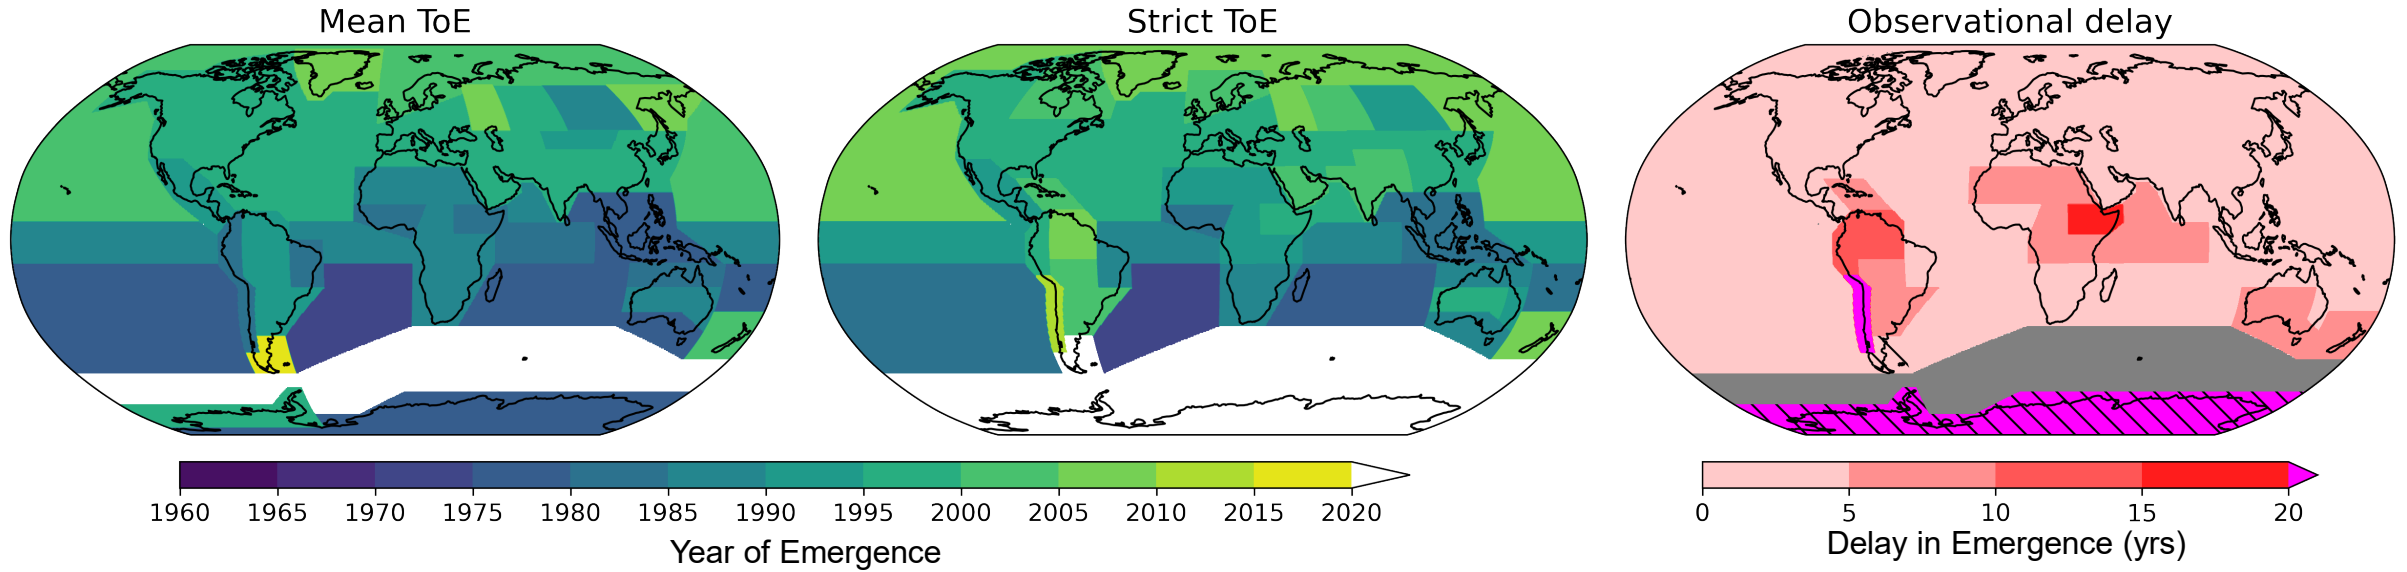 Mean ToE
Strict ToE
Observational delay
1960 1965 1970 1975 1980 1985 1990 1995 2000 2005 2010 2015 2020
Year of Emergence
0 5 10 15 20
Delay in Emergence (yrs)